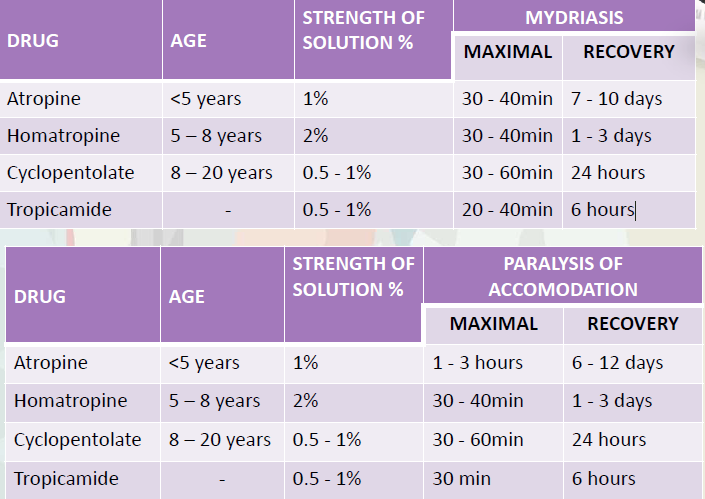 DRUG AGE STRENGTH OF SOLUTION % MYDRIASIS
MAXIMAL RECOVERY
Atropine <5 years 1% 30 - 40min 7 - 10 days
Homatropine 5 – 8 years 2% 30 - 40min 1 - 3 days
Cyclopentolate 8 – 20 years 0.5 - 1% 30 - 60min 24 hours
Tropicamide - 0.5 - 1% 20 - 40min 6 hours
DRUG AGE STRENGTH OF SOLUTION % PARALYSIS OF ACCOMODATION
MAXIMAL RECOVERY
Atropine <5 years 1% 1 - 3 hours 6 - 12 days
Homatropine 5 – 8 years 2% 30 - 40min 1 - 3 days
Cyclopentolate 8 – 20 years 0.5 - 1% 30 - 60min 24 hours
Tropicamide - 0.5 - 1% 30 min 6 hours